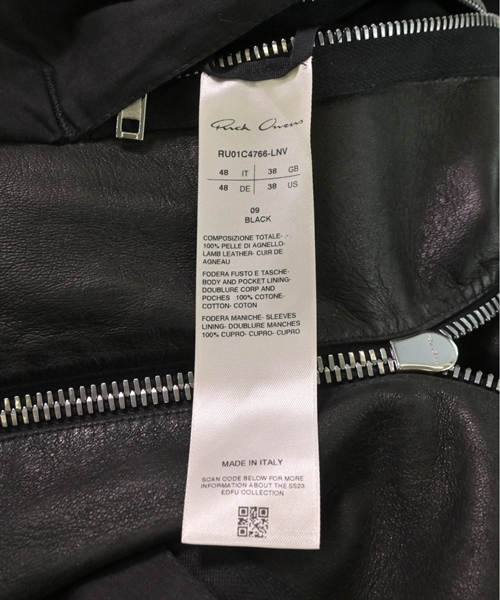 Rick Owens
RU01C4766-LNV
48 IT 38 GB
48 DE 38 US
09
BLACK
COMPOSIZIONE TOTALE- .- .
100% PELLE DI AGNELLO-
LAMB LEATHER- CUIR DE
AGNEAU
FODERA FUSTO E TASCHE-
BODY AND POCKET LINING-
DOUBLURE CORP AND
POCHES 100% COTONE-
COTTON- COTON
FODERA MANICHE- SLEEVES
LINING- DOUBLURE MANCHES
100% CUPRO- CUPRO- CUPRO
MADE IN ITALY
SCAN CODE BELOW FOR MORE
INFORMATION ABOUT THE SS23
EDFU COLLECTION